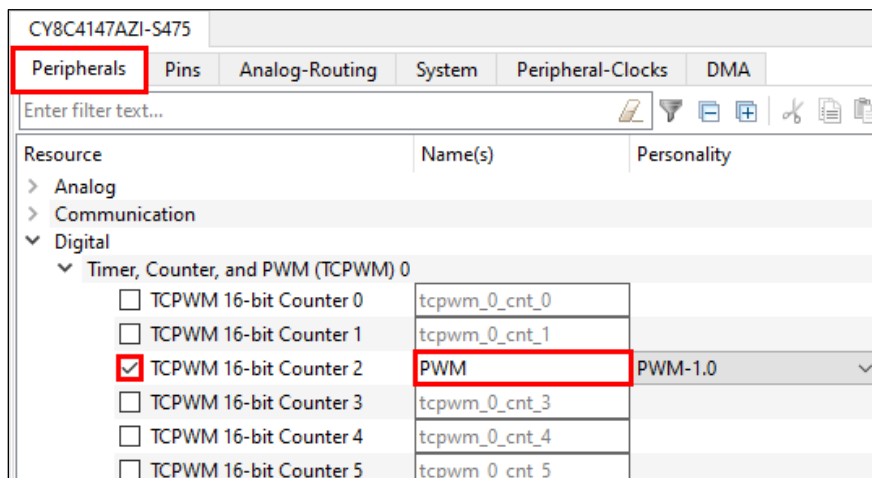 CY8C4147AZI-S475
Peripherals Pins Analog-Routing System Peripheral-Clocks DMA
Enter filter text...
Resource Name(s) Personality
Analog
Communication
Digital
Timer, Counter, and PWM (TCPWM) 0
TCPWM 16-bit Counter 0 tcpwm_0_cnt_0
TCPWM 16-bit Counter 1 tcpwm_0_cnt_1
TCPWM 16-bit Counter 2 PWM PWM-1.0
TCPWM 16-bit Counter 3 tcpwm_0_cnt_3
TCPWM 16-bit Counter 4 tcpwm_0_cnt_4
TCPWM 16-bit Counter 5 tcpwm_0_cnt_5